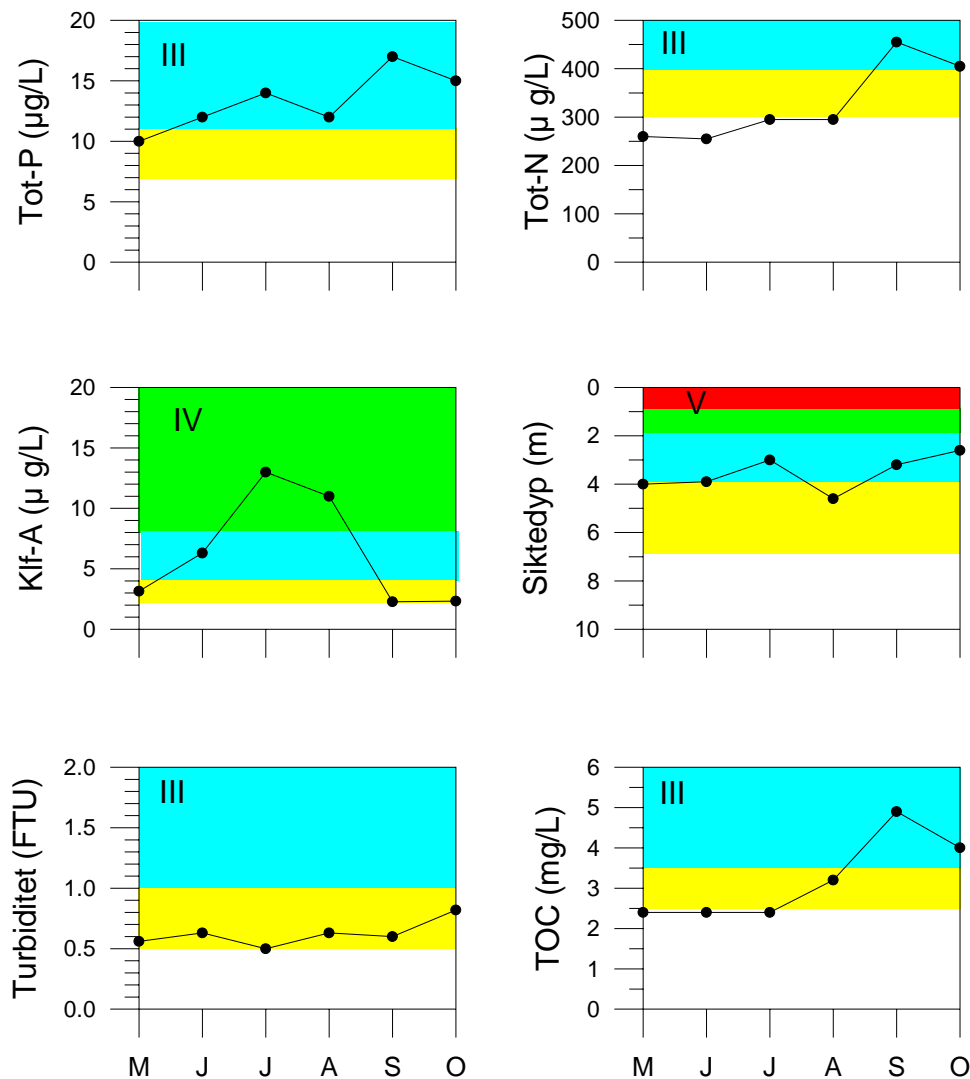 Tot-P (µg/L)
20
15
10
5
0
III
Tot-N (µ g/L)
500
400
300
200
100
0
III
Klf-A (µ g/L)
20
15
10
5
0
IV
Siktedyp (m)
0
2
4
6
8
10
V
Turbiditet (FTU)
2.0
1.5
1.0
0.5
0.0
III
M J J A S O
TOC (mg/L)
6
5
4
3
2
1
0
III
M J J A S O